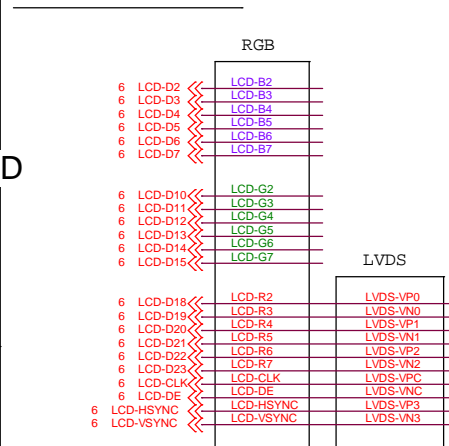 RGB
6 LCD-D2 LCD-B2
6 LCD-D3 LCD-B3
6 LCD-D4 LCD-B4
6 LCD-D5 LCD-B5
6 LCD-D6 LCD-B6
6 LCD-D7 LCD-B7
D
6 LCD-D10 LCD-G2
6 LCD-D11 LCD-G3
6 LCD-D12 LCD-G4
6 LCD-D13 LCD-G5
6 LCD-D14 LCD-G6
6 LCD-D15 LCD-G7
LVDS
6 LCD-D18 LCD-R2 LVDS-VP0
6 LCD-D19 LCD-R3 LVDS-VN0
6 LCD-D20 LCD-R4 LVDS-VP1
6 LCD-D21 LCD-R5 LVDS-VN1
6 LCD-D22 LCD-R6 LVDS-VP2
6 LCD-D23 LCD-R7 LVDS-VN2
6 LCD-CLK LCD-CLK LVDS-VPC
6 LCD-DE LCD-DE LVDS-VNC
6 LCD-HSYNC LCD-HSYNC LVDS-VP3
6 LCD-VSYNC LCD-VSYNC LVDS-VN3